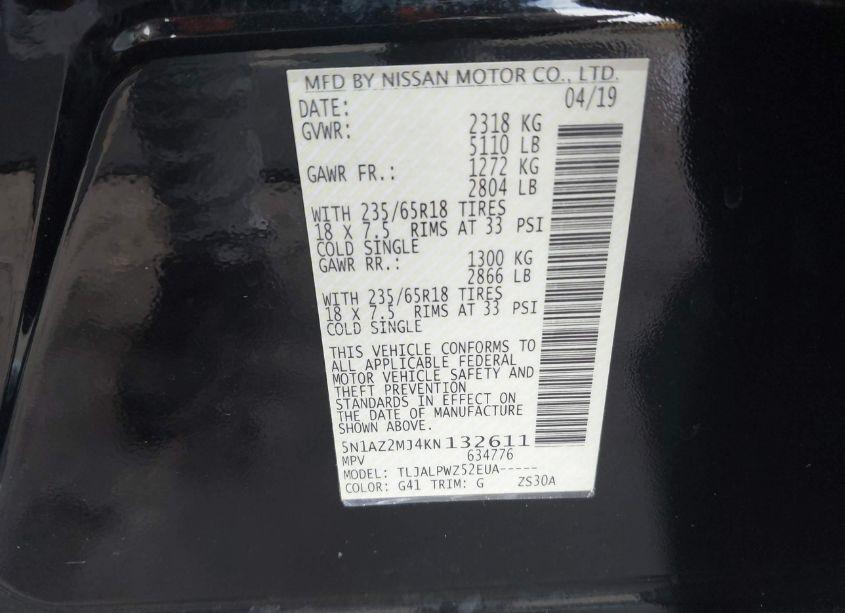 MFD BY NISSAN MOTOR CO., LTD.
DATE: 04/19
GVWR: 2318 KG
5110 LB
GAWR FR.: 1272 KG
2804 LB
WITH 235/65R18 TIRES
18 X 7.5 RIMS AT 33 PSI
COLD SINGLE
GAWR RR.: 1300 KG
2866 LB
WITH 235/65R18 TIRES
18 X 7.5 RIMS AT 33 PSI
COLD SINGLE
THIS VEHICLE CONFORMS TO
ALL APPLICABLE FEDERAL
MOTOR VEHICLE SAFETY AND
THEFT PREVENTION
STANDARDS IN EFFECT ON
THE DATE OF MANUFACTURE
SHOWN ABOVE.
5N1AZ2MJ4KN132611
MPV 634776
MODEL: TLJALPWZ52EUA-----
COLOR: G41 TRIM: G ZS30A